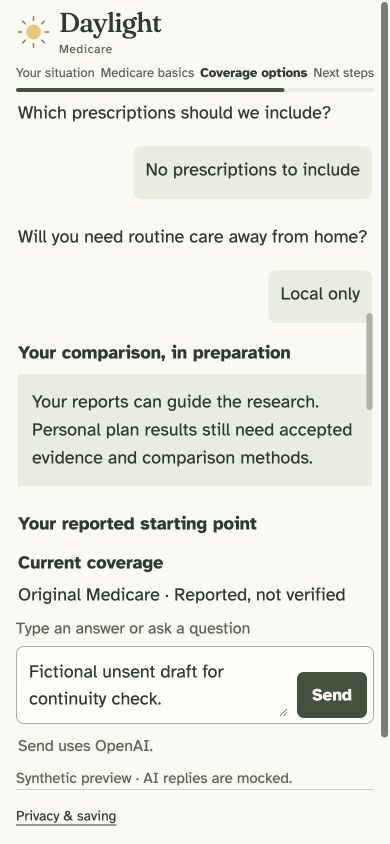 Daylight
Medicare
Your situation Medicare basics Coverage options Next steps
Which prescriptions should we include?
No prescriptions to include
Will you need routine care away from home?
Local only
Your comparison, in preparation
Your reports can guide the research.
Personal plan results still need accepted
evidence and comparison methods.
Your reported starting point
Current coverage
Original Medicare · Reported, not verified
Type an answer or ask a question
Fictional unsent draft for
continuity check.
Send
Send uses OpenAI.
Synthetic preview · AI replies are mocked.
Privacy & saving